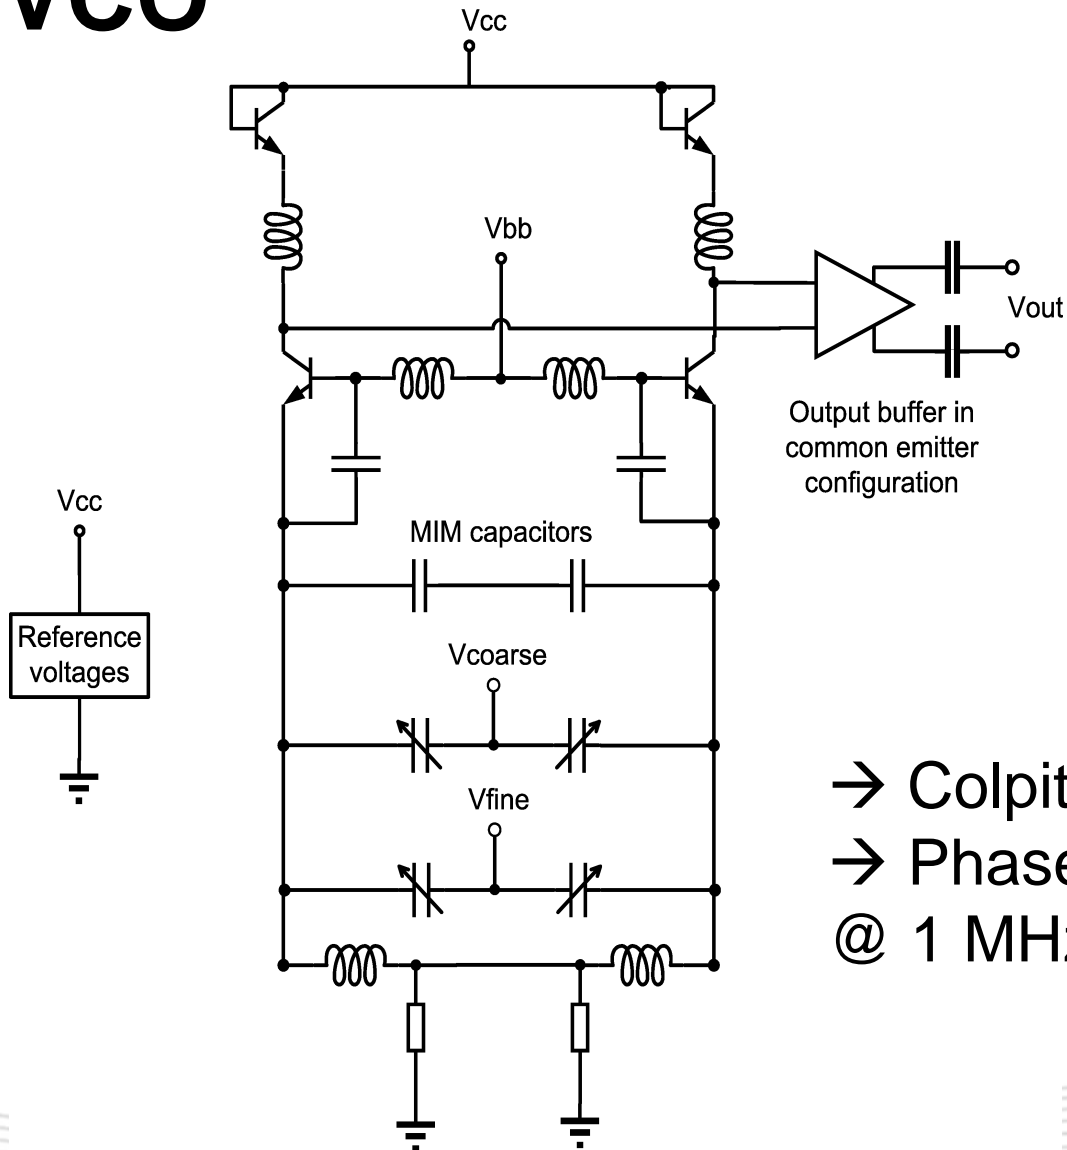 VCO
Vcc
Vbb
Vout
Output buffer in
common emitter
configuration
Vcc
MIM capacitors
Reference
voltages
Vcoarse
Vfine
→ Colpit
→ Phase
@ 1 MHz